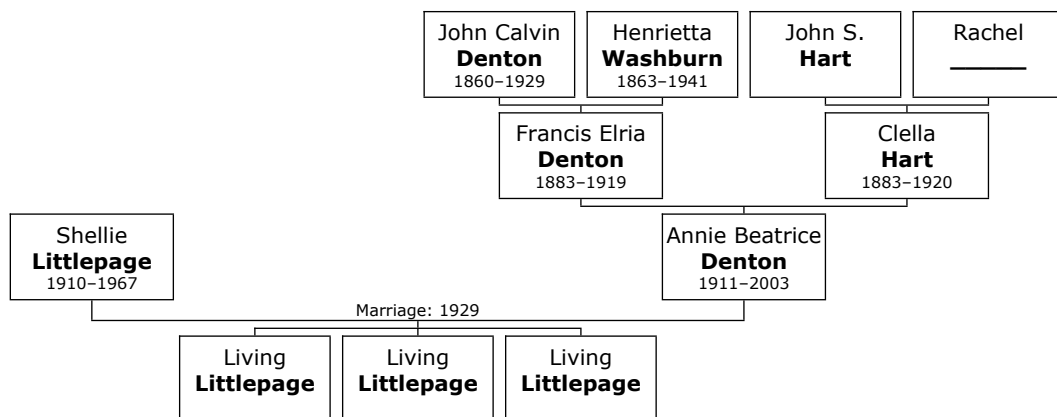 John Calvin
Denton
1860–1929
Henrietta
Washburn
1863–1941
John S.
Hart
Rachel
______
Francis Elria
Denton
1883–1919
Clella
Hart
1883–1920
Shellie
Littlepage
1910–1967
Annie Beatrice
Denton
1911–2003
Marriage: 1929
Living
Littlepage
Living
Littlepage
Living
Littlepage